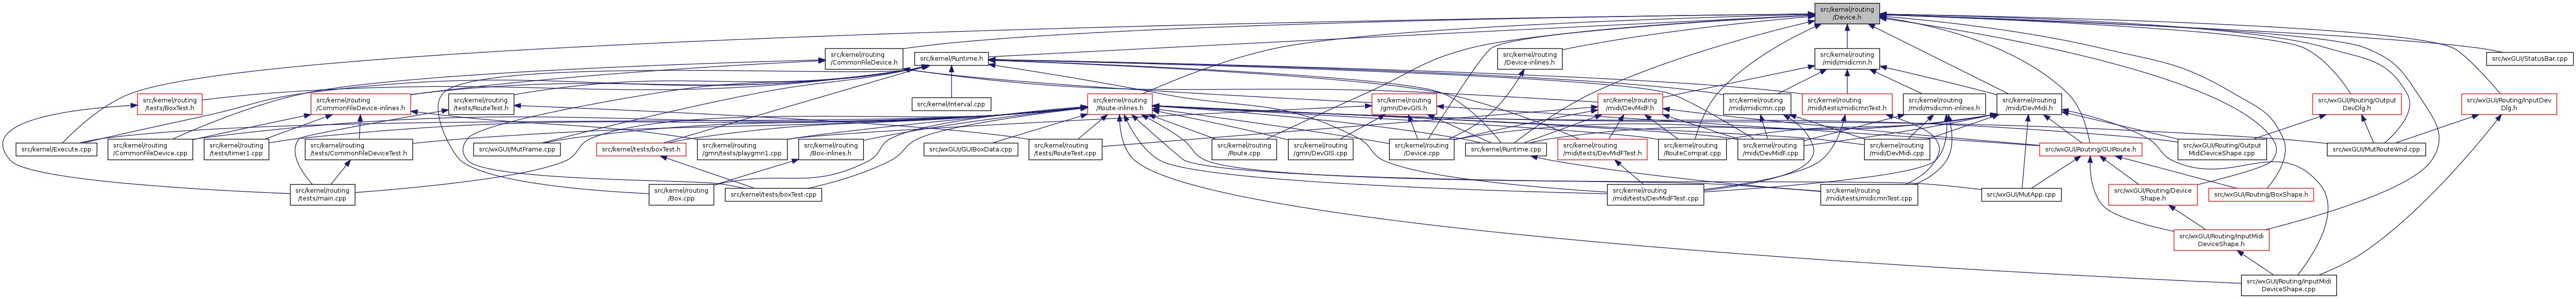 src/kernel/routing
/Device.h
src/kernel/routing
/CommonFileDevice.h
src/kernel/Runtime.h
src/kernel/routing
/Device-inlines.h
src/kernel/routing
/midi/midicmn.h
src/wxGUI/StatusBar.cpp
src/kernel/routing
/tests/BoxTest.h
src/kernel/routing
/CommonFileDevice-inlines.h
src/kernel/routing
/tests/RouteTest.h
src/kernel/Interval.cpp
src/kernel/routing
/Route-inlines.h
src/kernel/routing
/gmn/DevGIS.h
src/kernel/routing
/midi/DevMidF.h
src/kernel/routing
/midi/midicmn.cpp
src/kernel/routing
/midi/tests/midicmnTest.h
src/kernel/routing
/midi/midicmn-inlines.h
src/kernel/routing
/midi/DevMidi.h
src/wxGUI/Routing/Output
DevDlg.h
src/wxGUI/Routing/InputDev
Dlg.h
src/kernel/Execute.cpp
src/kernel/routing
/CommonFileDevice.cpp
src/kernel/routing
/tests/timer1.cpp
src/kernel/routing
/tests/CommonFileDeviceTest.h
src/wxGUI/MutFrame.cpp
src/kernel/tests/boxTest.h
src/kernel/routing
/gmn/tests/playgmn1.cpp
src/kernel/routing
/Box-inlines.h
src/wxGUI/GUIBoxData.cpp
src/kernel/routing
/tests/RouteTest.cpp
src/kernel/routing
/Route.cpp
src/kernel/routing
/gmn/DevGIS.cpp
src/kernel/routing
/Device.cpp
src/kernel/Runtime.cpp
src/kernel/routing
/midi/tests/DevMidFTest.h
src/kernel/routing
/RouteCompat.cpp
src/kernel/routing
/midi/DevMidF.cpp
src/kernel/routing
/midi/DevMidi.cpp
src/wxGUI/Routing/GUIRoute.h
src/wxGUI/Routing/Output
MidiDeviceShape.cpp
src/wxGUI/MutRouteWnd.cpp
src/kernel/routing
/tests/main.cpp
src/kernel/routing
/Box.cpp
src/kernel/tests/boxTest.cpp
src/kernel/routing
/midi/tests/DevMidFTest.cpp
src/kernel/routing
/midi/tests/midicmnTest.cpp
src/wxGUI/MutApp.cpp
src/wxGUI/Routing/Device
Shape.h
src/wxGUI/Routing/BoxShape.h
src/wxGUI/Routing/InputMidi
DeviceShape.h
src/wxGUI/Routing/InputMidi
DeviceShape.cpp